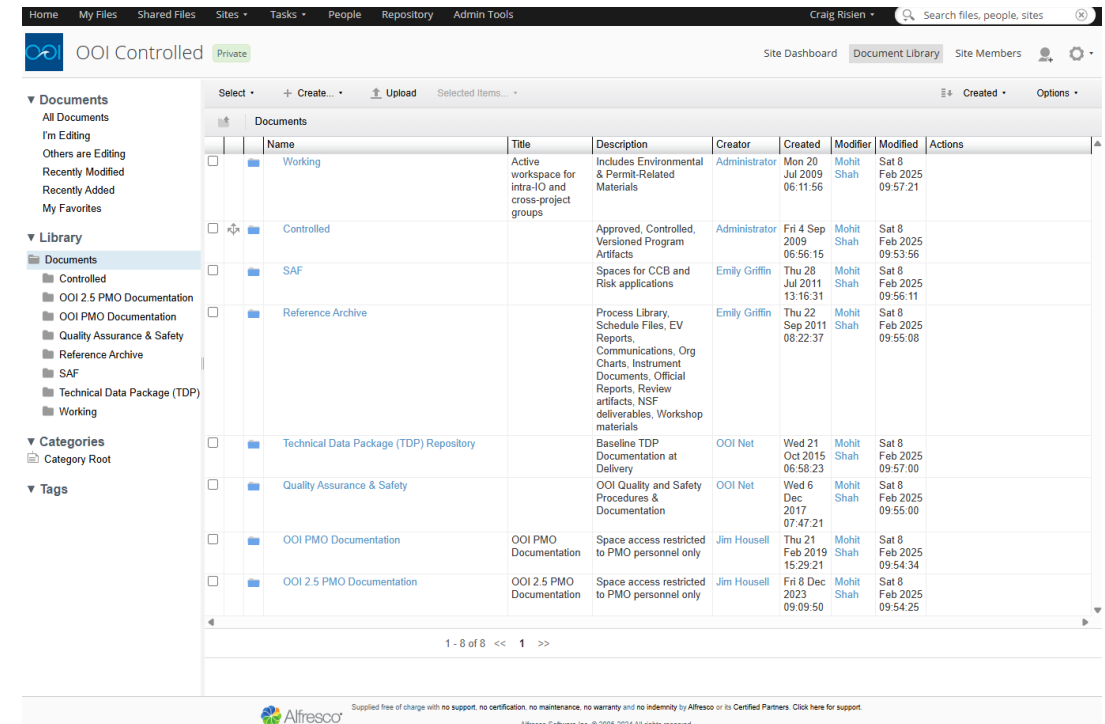 Home My Files Shared Files Sites Tasks People Repository Admin Tools Craig Risien Search files, people, sites
OOI OOI Controlled Private Site Dashboard Document Library Site Members
Documents
All Documents
I'm Editing
Others are Editing
Recently Modified
Recently Added
My Favorites
Library
Documents
Controlled
OOI 2.5 PMO Documentation
OOI PMO Documentation
Quality Assurance & Safety
Reference Archive
SAF
Technical Data Package (TDP)
Working
Categories
Category Root
Tags
Select + Create... Upload Selected Items... Created Options
Documents
Name Title Description Creator Created Modifier Modified Actions
Working
Active
workspace for
intra-IO and
cross-project
groups
Includes Environmental
& Permit-Related
Materials
Administrator
Mon 20
Jul 2009
06:11:56
Mohit
Shah
Sat 8
Feb 2025
09:57:21
Controlled
Approved, Controlled,
Versioned Program
Artifacts
Administrator
Fri 4 Sep
2009
06:56:15
Mohit
Shah
Sat 8
Feb 2025
09:53:56
SAF
Spaces for CCB and
Risk applications
Emily Griffin
Thu 28
Jul 2011
13:16:31
Mohit
Shah
Sat 8
Feb 2025
09:56:11
Reference Archive
Process Library,
Schedule Files, EV
Reports,
Communications, Org
Charts, Instrument
Documents, Official
Reports, Review
artifacts, NSF
deliverables, Workshop
materials
Emily Griffin
Thu 22
Sep 2011
08:22:37
Mohit
Shah
Sat 8
Feb 2025
09:55:08
Technical Data Package (TDP) Repository
Baseline TDP
Documentation at
Delivery
OOI Net
Wed 21
Oct 2015
06:58:23
Mohit
Shah
Sat 8
Feb 2025
09:57:00
Quality Assurance & Safety
OOI Quality and Safety
Procedures &
Documentation
OOI Net
Wed 6
Dec
2017
07:47:21
Mohit
Shah
Sat 8
Feb 2025
09:55:00
OOI PMO Documentation
OOI PMO
Documentation
Space access restricted
to PMO personnel only
Jim Housell
Thu 21
Feb 2019
15:29:21
Mohit
Shah
Sat 8
Feb 2025
09:54:34
OOI 2.5 PMO Documentation
OOI 2.5 PMO
Documentation
Space access restricted
to PMO personnel only
Jim Housell
Fri 8 Dec
2023
09:09:50
Mohit
Shah
Sat 8
Feb 2025
09:54:25
1 - 8 of 8 << 1 >>
Alfresco
Supplied free of charge with no support, no certification, no maintenance, no warranty and no indemnity by Alfresco or its Certified Partners. Click here for support.
Alfresco Software Inc. © 2005-2024 All rights reserved.